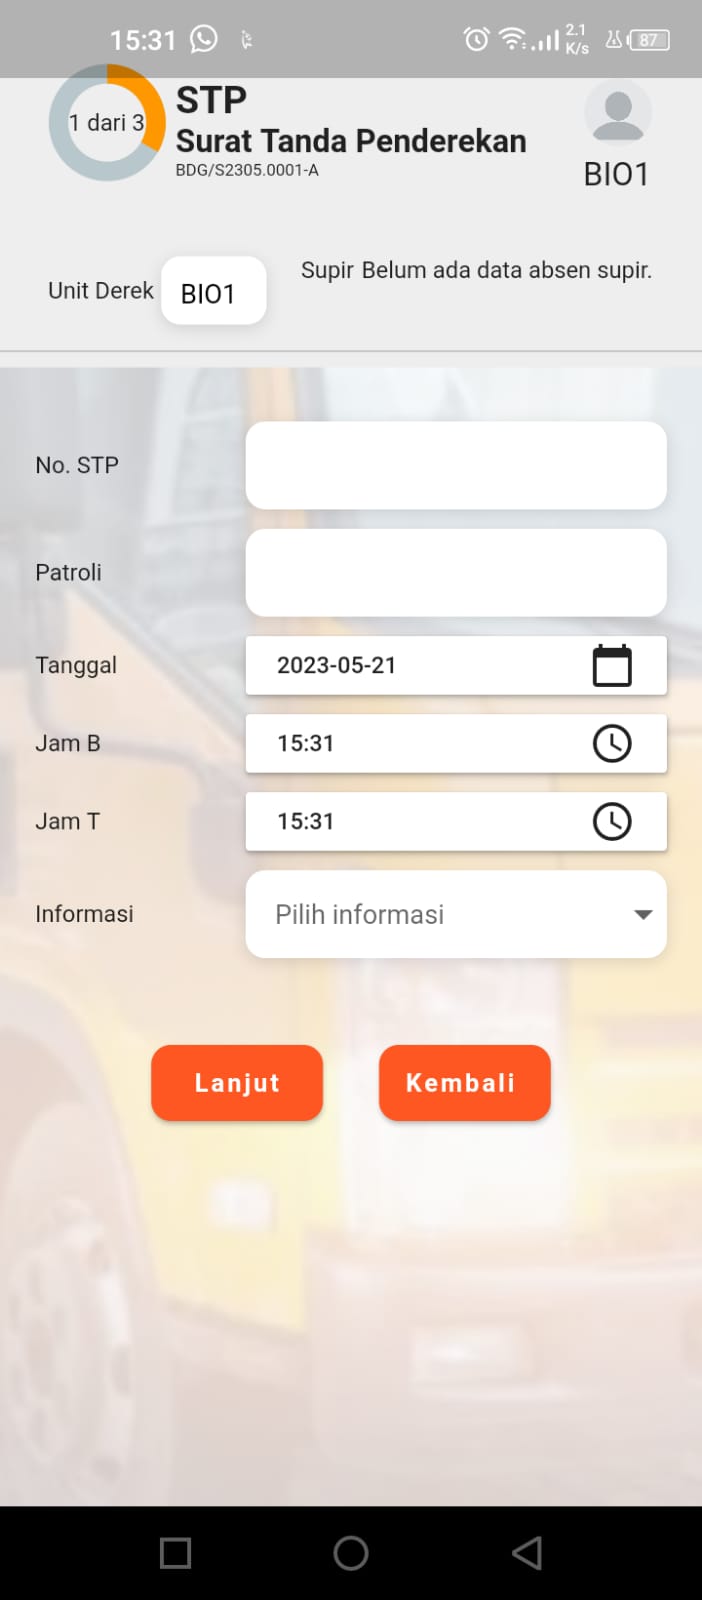 15:31
2.1
K/s
87
1 dari 3
STP
Surat Tanda Penderekan
BDG/S2305.0001-A
BIO1
Unit Derek
BIO1
Supir Belum ada data absen supir.
No. STP
Patroli
Tanggal
2023-05-21
Jam B
15:31
Jam T
15:31
Informasi
Pilih informasi
Lanjut
Kembali